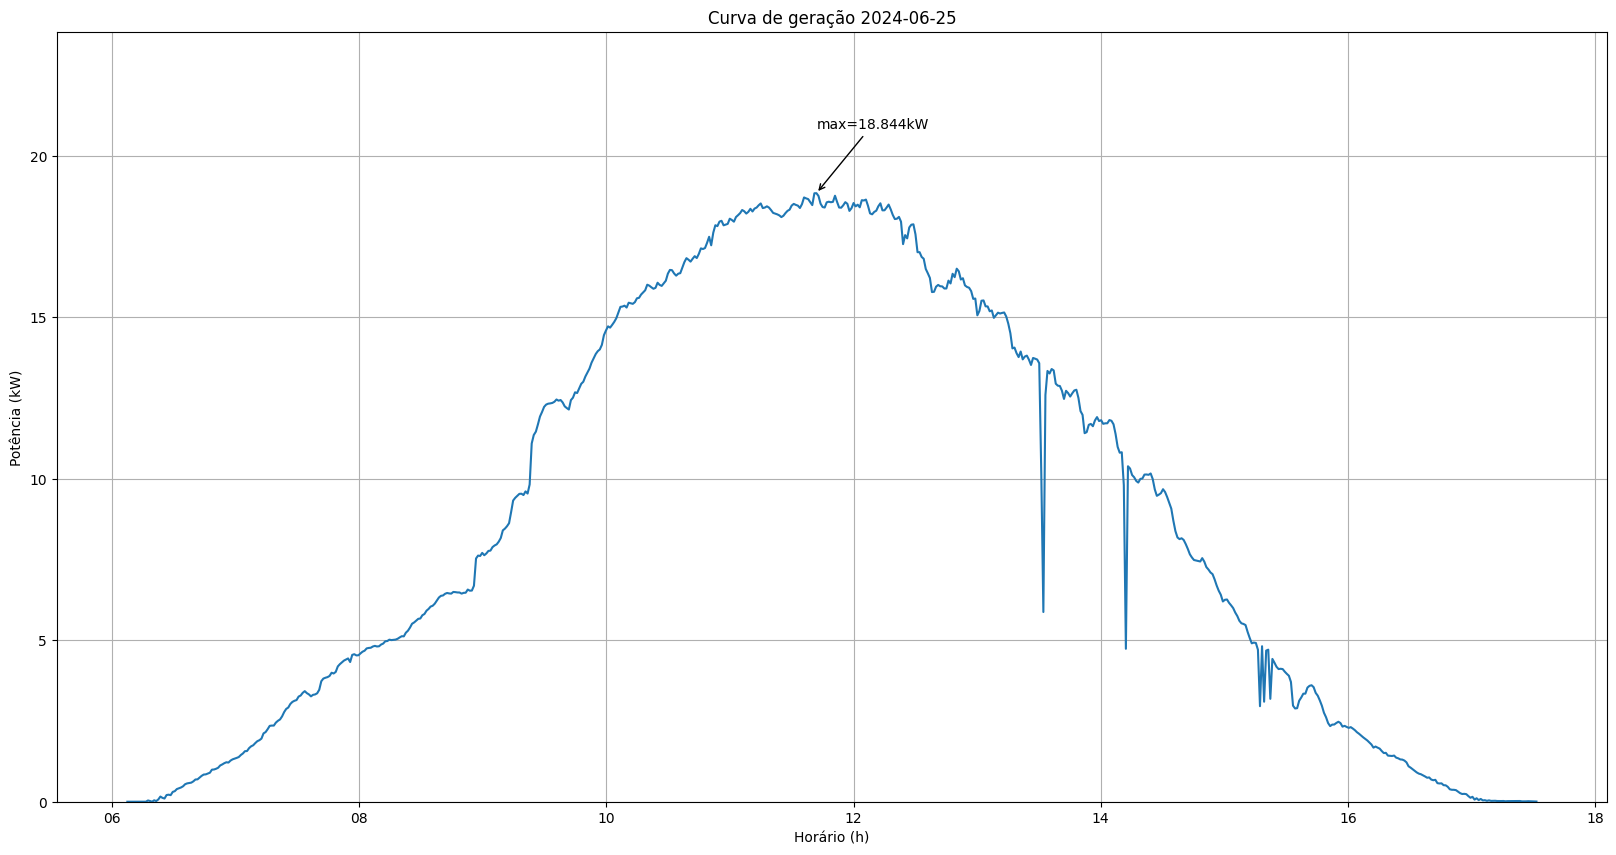 Curva de geração 2024-06-25
max=18.844kW
Potência (kW)
20
15
10
5
0
06 08 10 12 14 16 18
Horário (h)